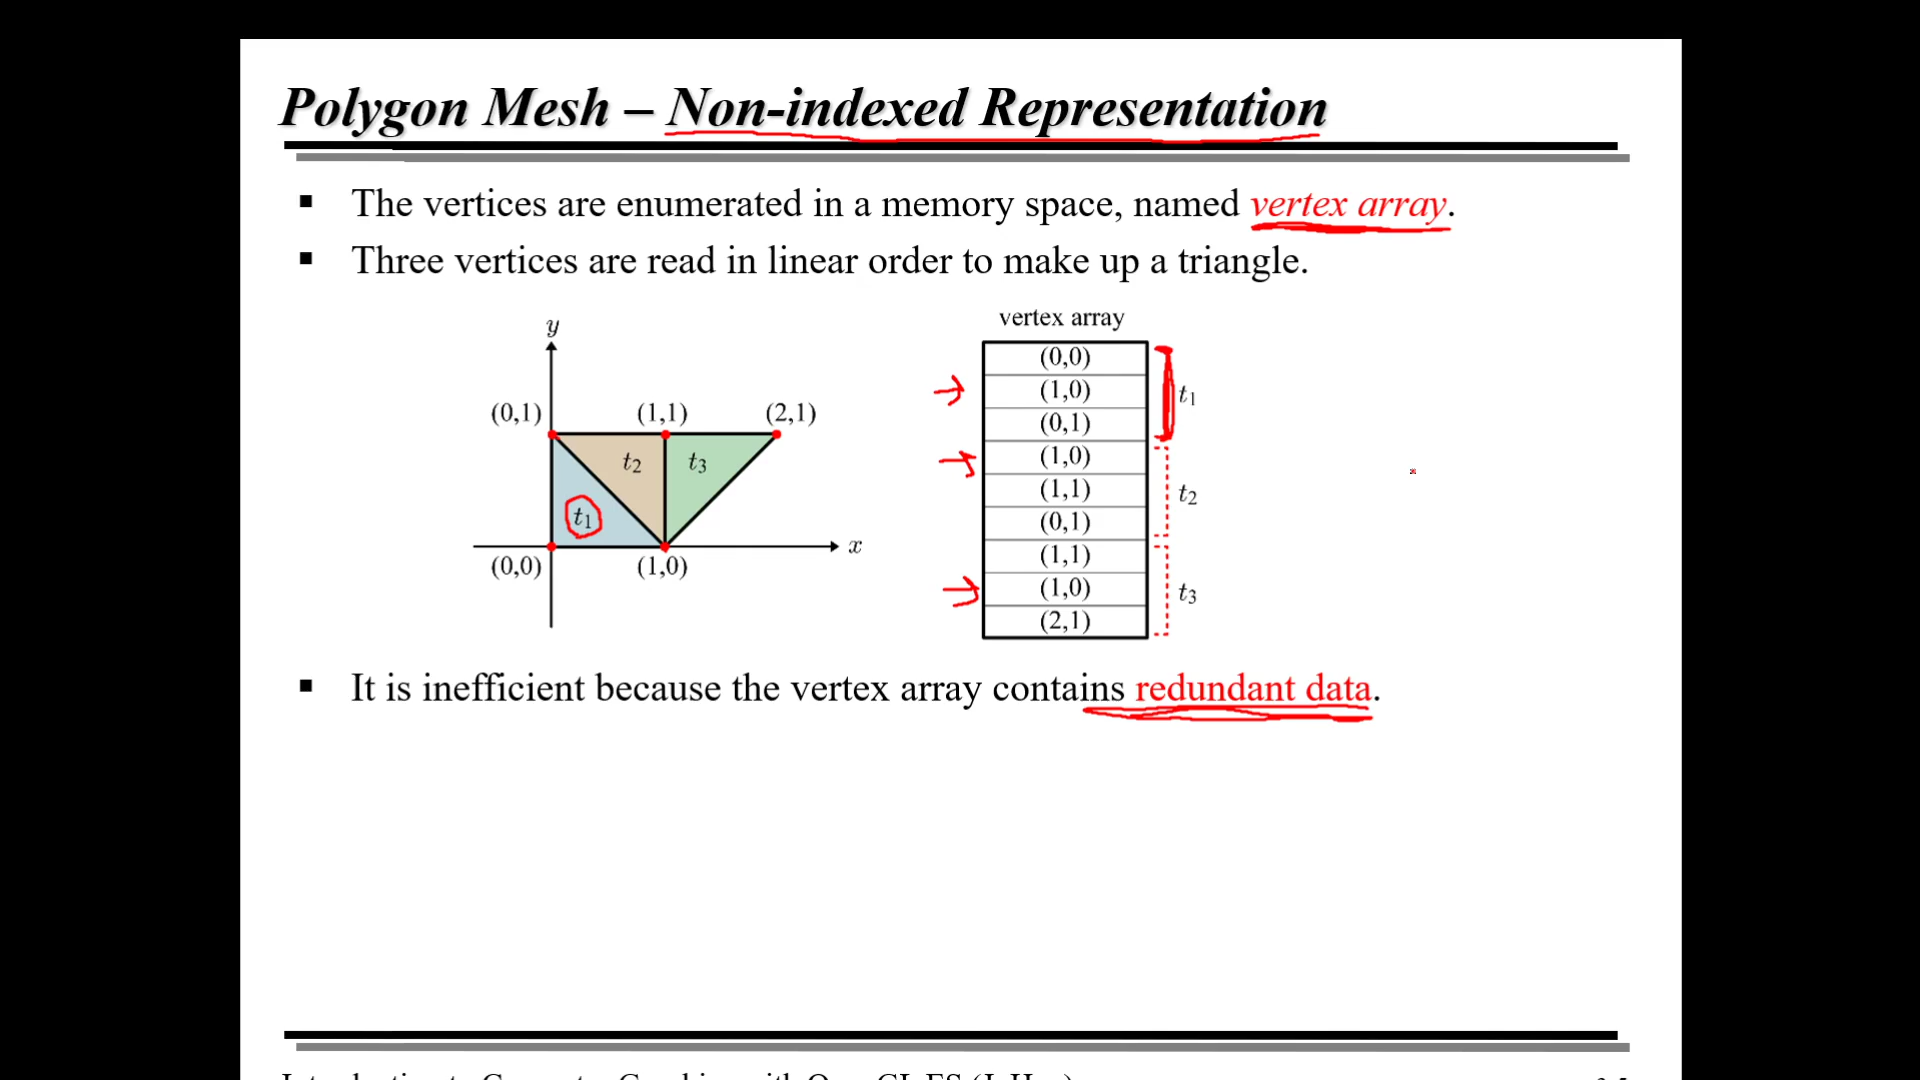 Polygon Mesh – Non-indexed Representation
▪ The vertices are enumerated in a memory space, named vertex array.
▪ Three vertices are read in linear order to make up a triangle.
y
(0,1) (1,1) (2,1)
t2 t3
t1
x
(0,0) (1,0)
vertex array
(0,0)
(1,0)
(0,1)
(1,0)
(1,1)
(0,1)
(1,1)
(1,0)
(2,1)
t1
t2
t3
▪ It is inefficient because the vertex array contains redundant data.